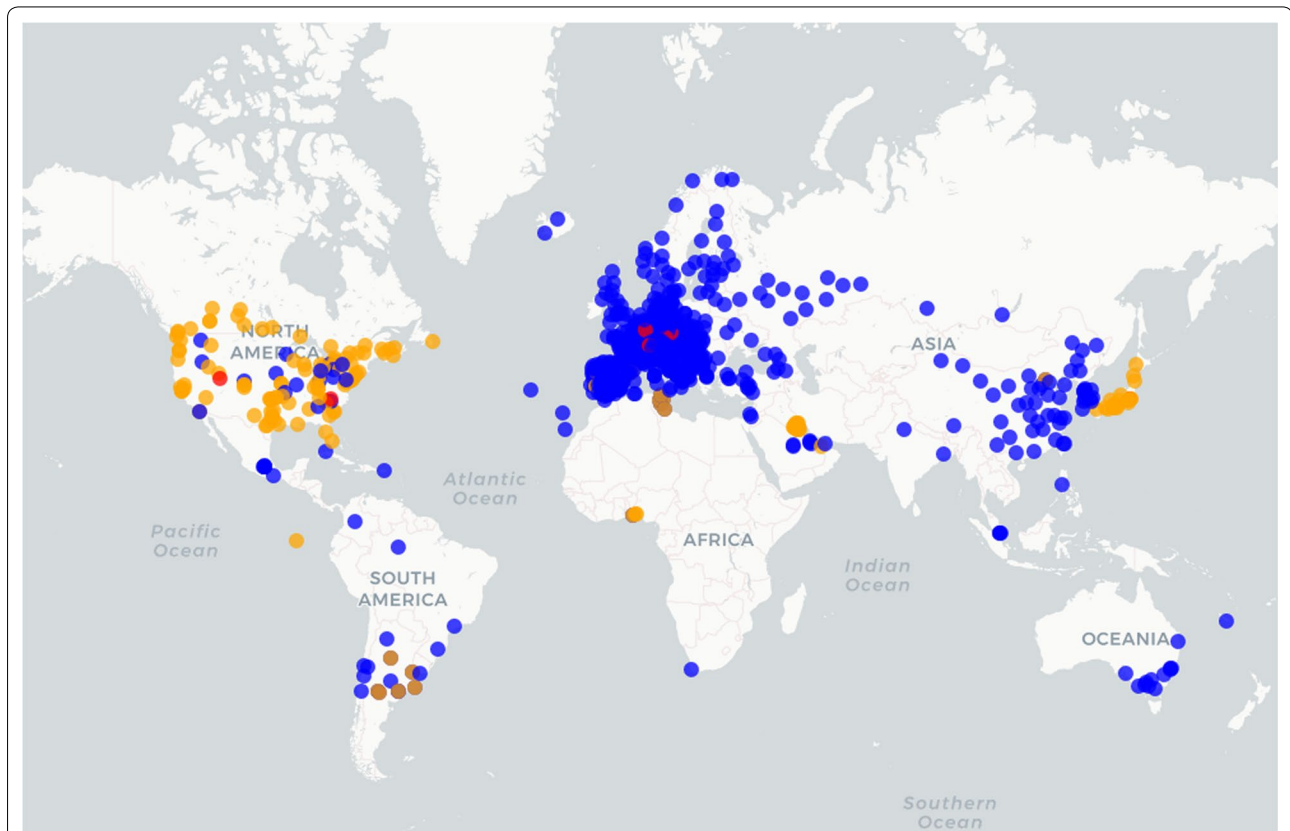 NORTH
AMERICA
ASIA
Atlantic
Ocean
Pacific
Ocean
AFRICA
Indian
Ocean
SOUTH
AMERICA
OCEANIA
Southern
Ocean